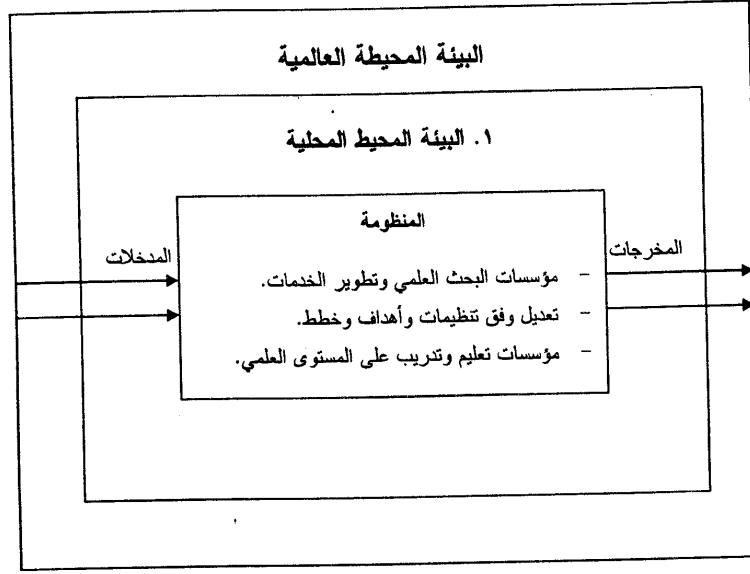 البيئة المحيطة العالمية
١. البيئة المحيط المحلية
المنظومة
المدخلات
المخرجات
- مؤسسات البحث العلمي وتطوير الخدمات.
- تعديل وفق تنظيمات وأهداف وخطط.
- مؤسسات تعليم وتدريب على المستوى العلمي.